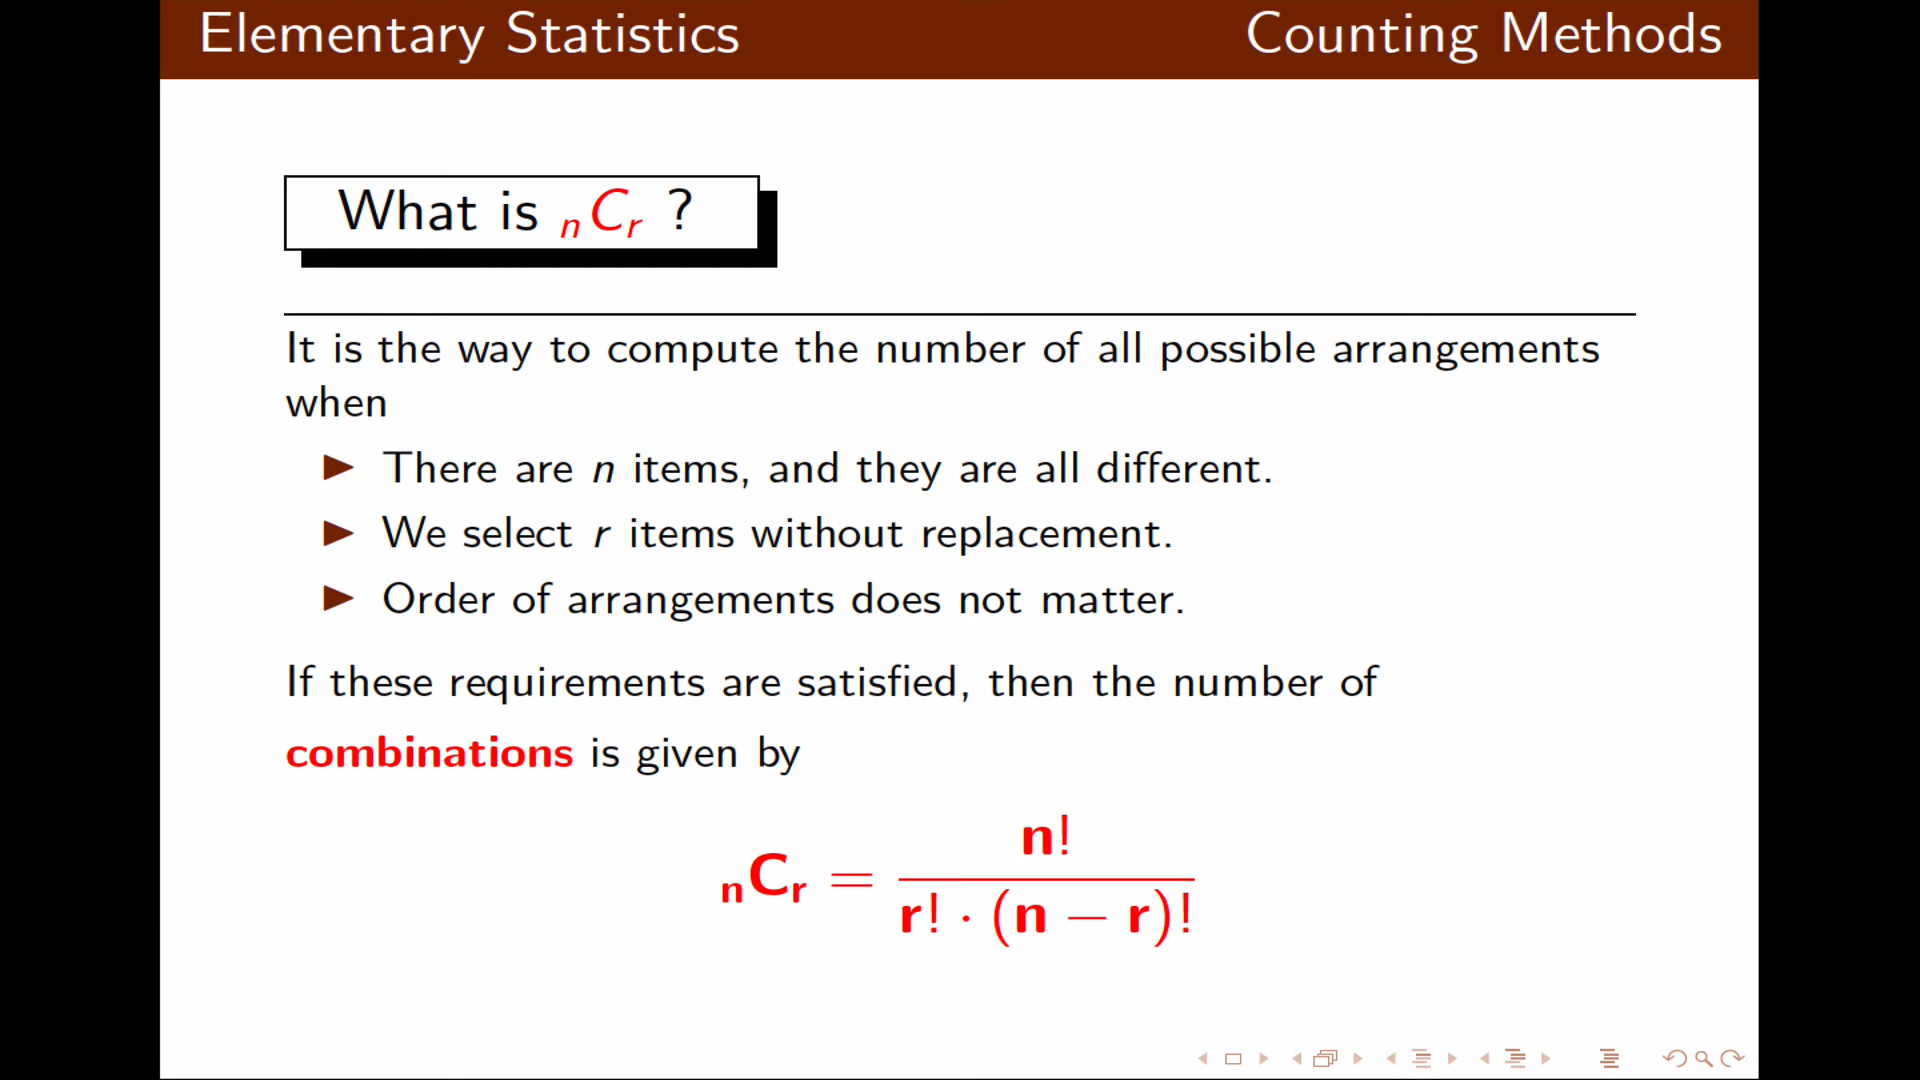 Elementary Statistics Counting Methods
What is nCr ?
It is the way to compute the number of all possible arrangements
when
There are n items, and they are all different.
We select r items without replacement.
Order of arrangements does not matter.
If these requirements are satisfied, then the number of
combinations is given by
nCr = n! / r! · (n − r)!